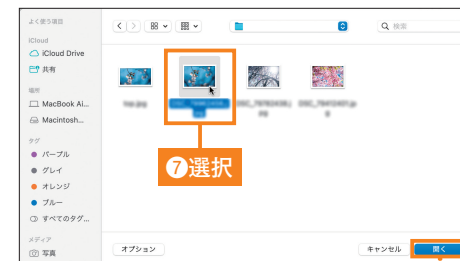 よく使う項目
検索
iCloud
iCloud Drive
共有
場所
MacBook Ai...
Macintosh...
タグ
パープル
グレイ
オレンジ
ブルー
すべてのタグ...
メディア
写真
❼選択
オプション
キャンセル
開く